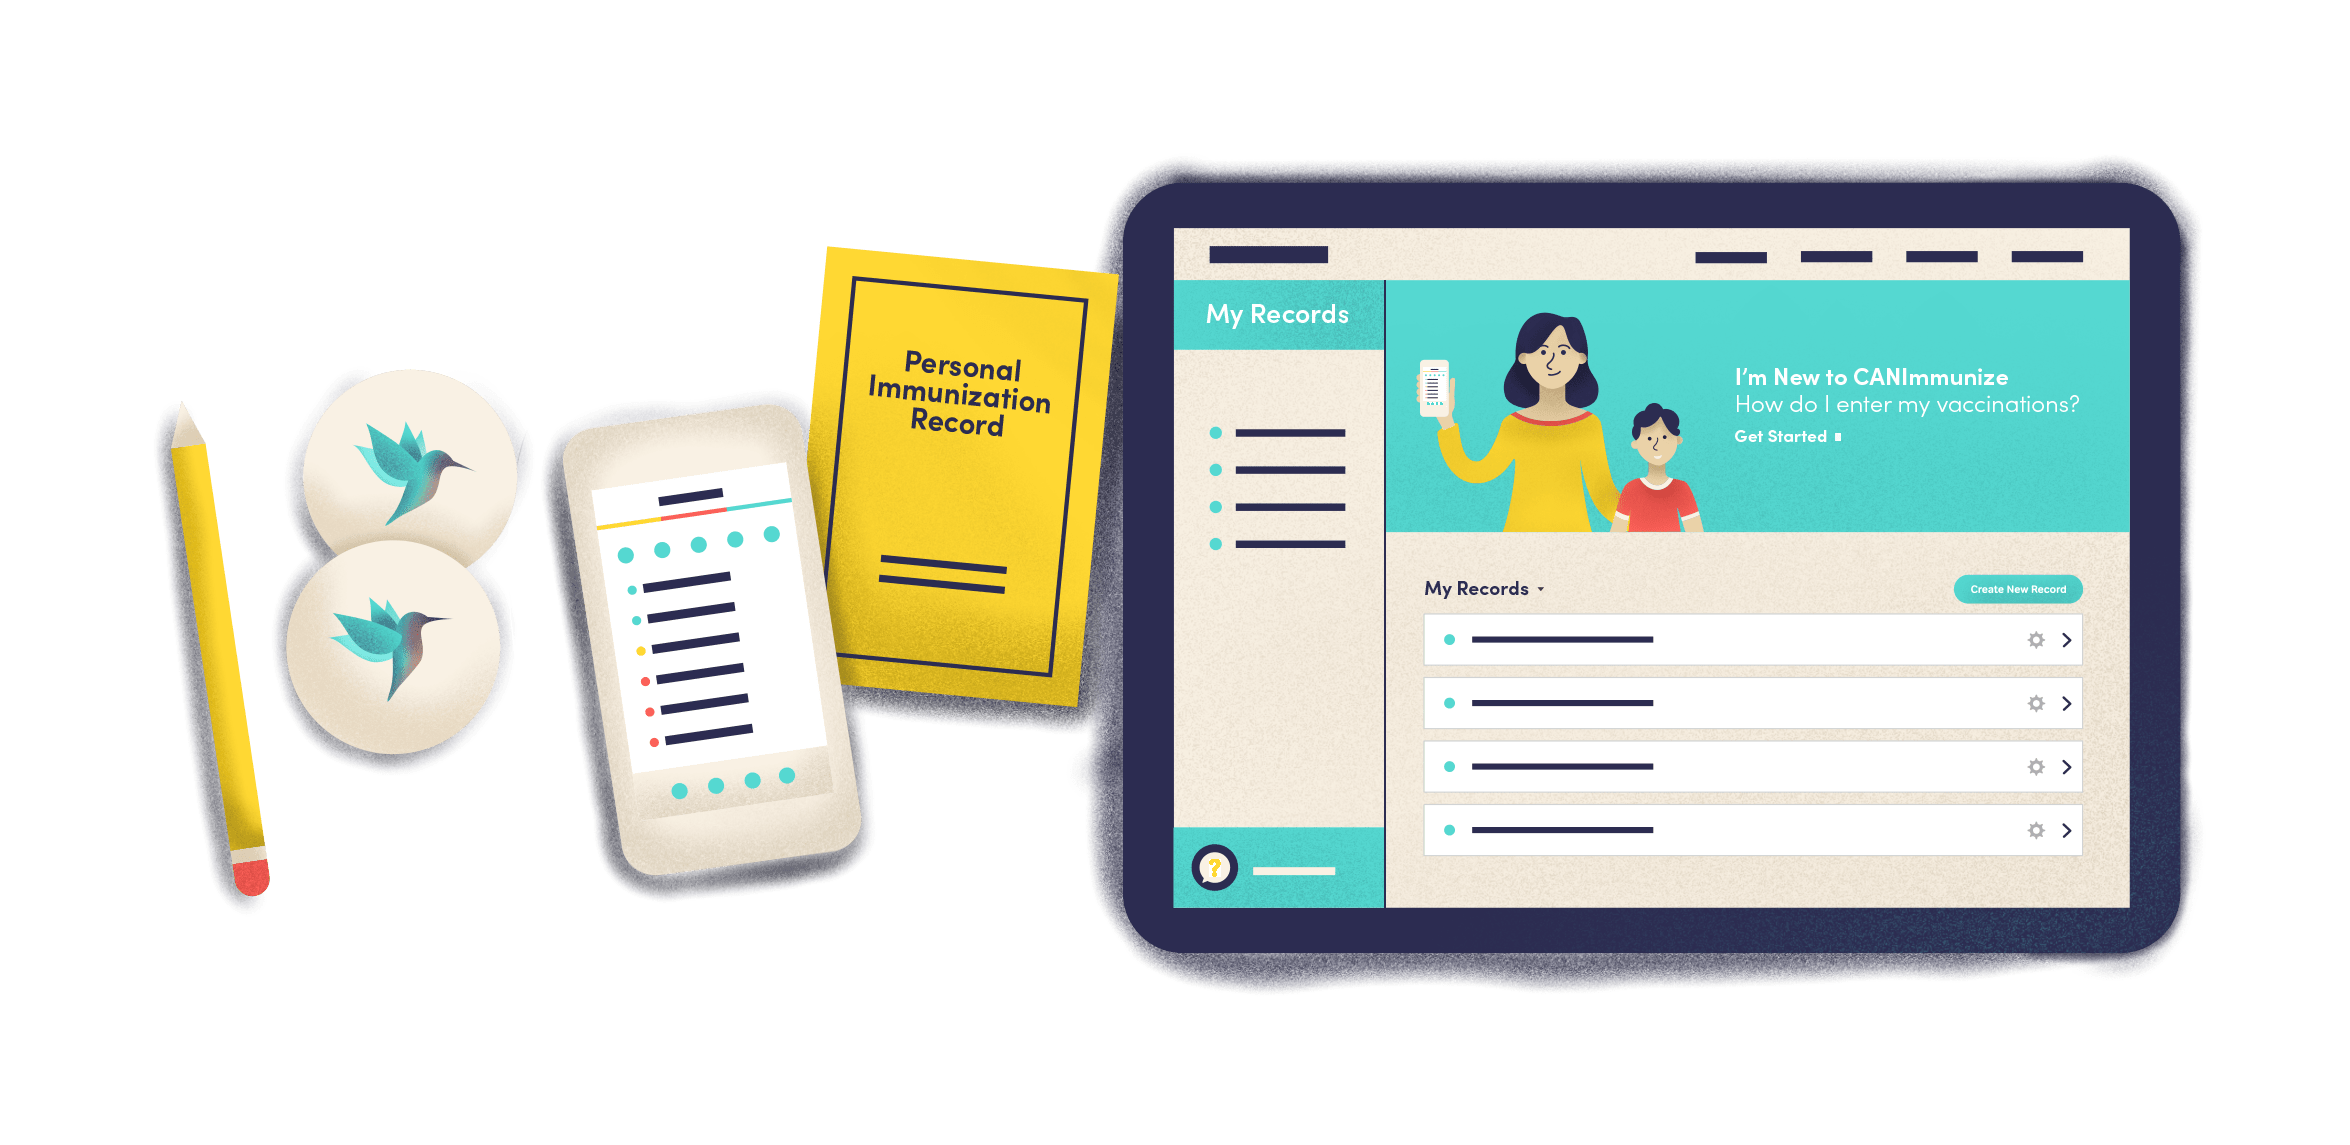 Personal
Immunization
Record
My Records
I'm New to CANImmunize
How do I enter my vaccinations?
Get Started
My Records
Create New Record
?